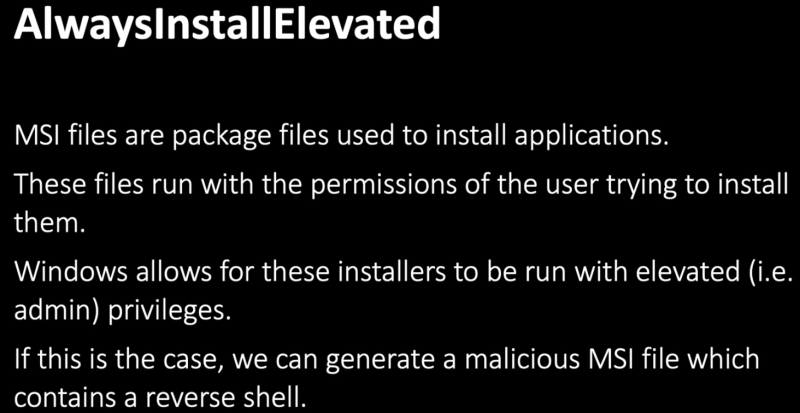 AlwaysInstallElevated
MSI files are package files used to install applications.
These files run with the permissions of the user trying to install
them.
Windows allows for these installers to be run with elevated (i.e.
admin) privileges.
If this is the case, we can generate a malicious MSI file which
contains a reverse shell.